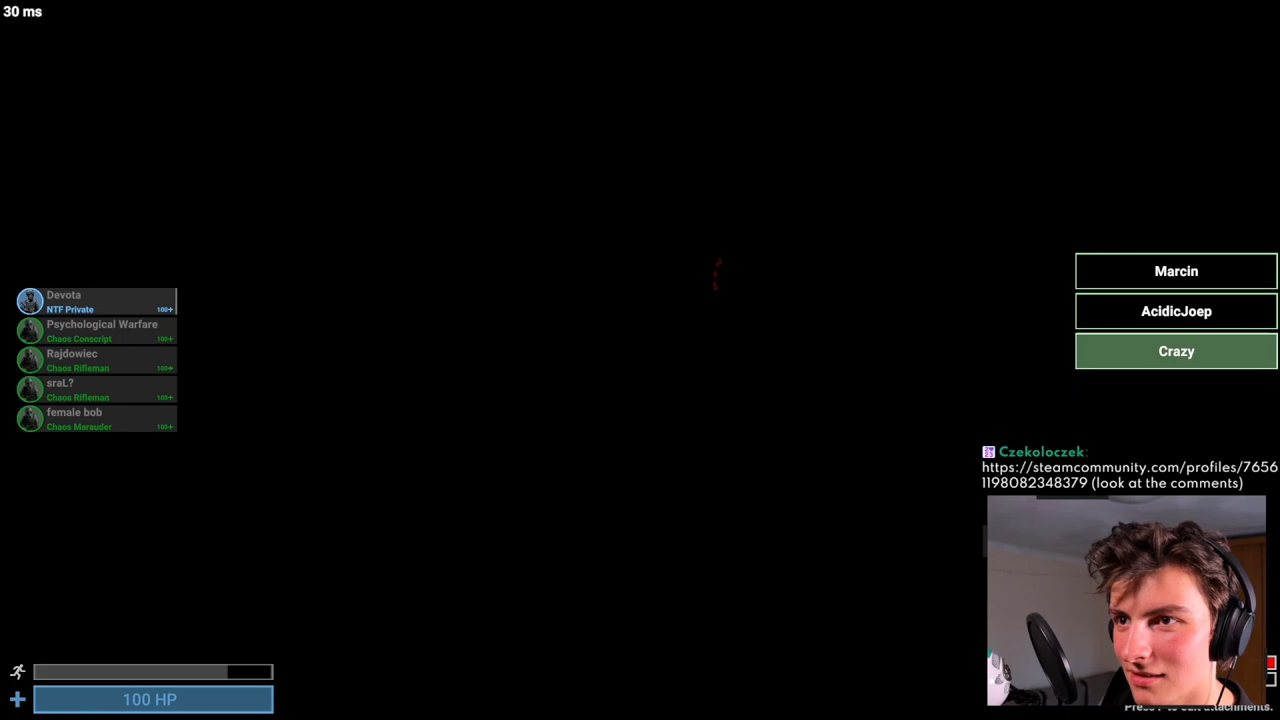 30 ms
Devota
NTF Private 100+
Psychological Warfare
Chaos Conscript 100+
Rajdowiec
Chaos Rifleman 100+
sraL?
Chaos Rifleman 100+
female bob
Chaos Marauder 100+
Marcin
AcidicJoep
Crazy
Czekoloczek:
https://steamcommunity.com/profiles/7656
1198082348379 (look at the comments)
100 HP
attachments.